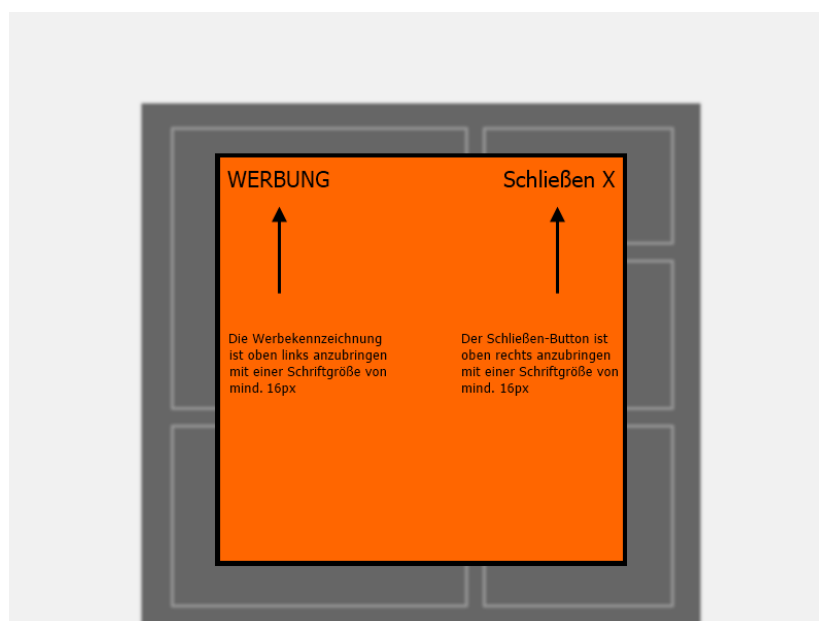 WERBUNG
Schließen X
Die Werbekennzeichnung
ist oben links anzubringen
mit einer Schriftgröße von
mind. 16px
Der Schließen-Button ist
oben rechts anzubringen
mit einer Schriftgröße von
mind. 16px